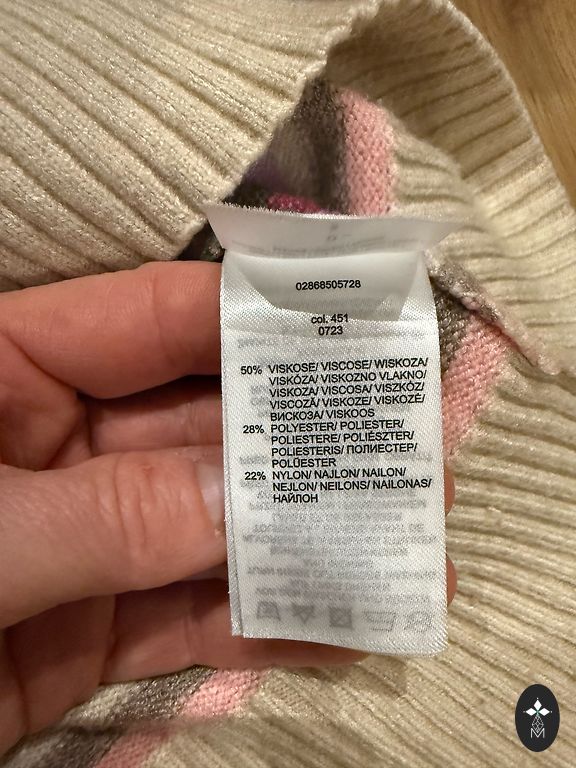 02868505728
col. 451
0723
50% VISKOSE/ VISCOSE/ WISKOZA/
VISKÓZA/ VISKOZNO VLAKNO/
VISKOZA/ VISCOSA/ VISZKÓZ/
VISCOZĂ/ VISKOZE/ VISKOZĖ/
ВИСКОЗА/ VISKOOS
28% POLYESTER/ POLIESTER/
POLIESTERE/ POLIÉSZTER/
POLIESTERIS/ ПОЛИЕСТЕР/
POLÜESTER
22% NYLON/ NAJLON/ NAILON/
NEJLON/ NEILONS/ NAILONAS/
НАЙЛОН
M